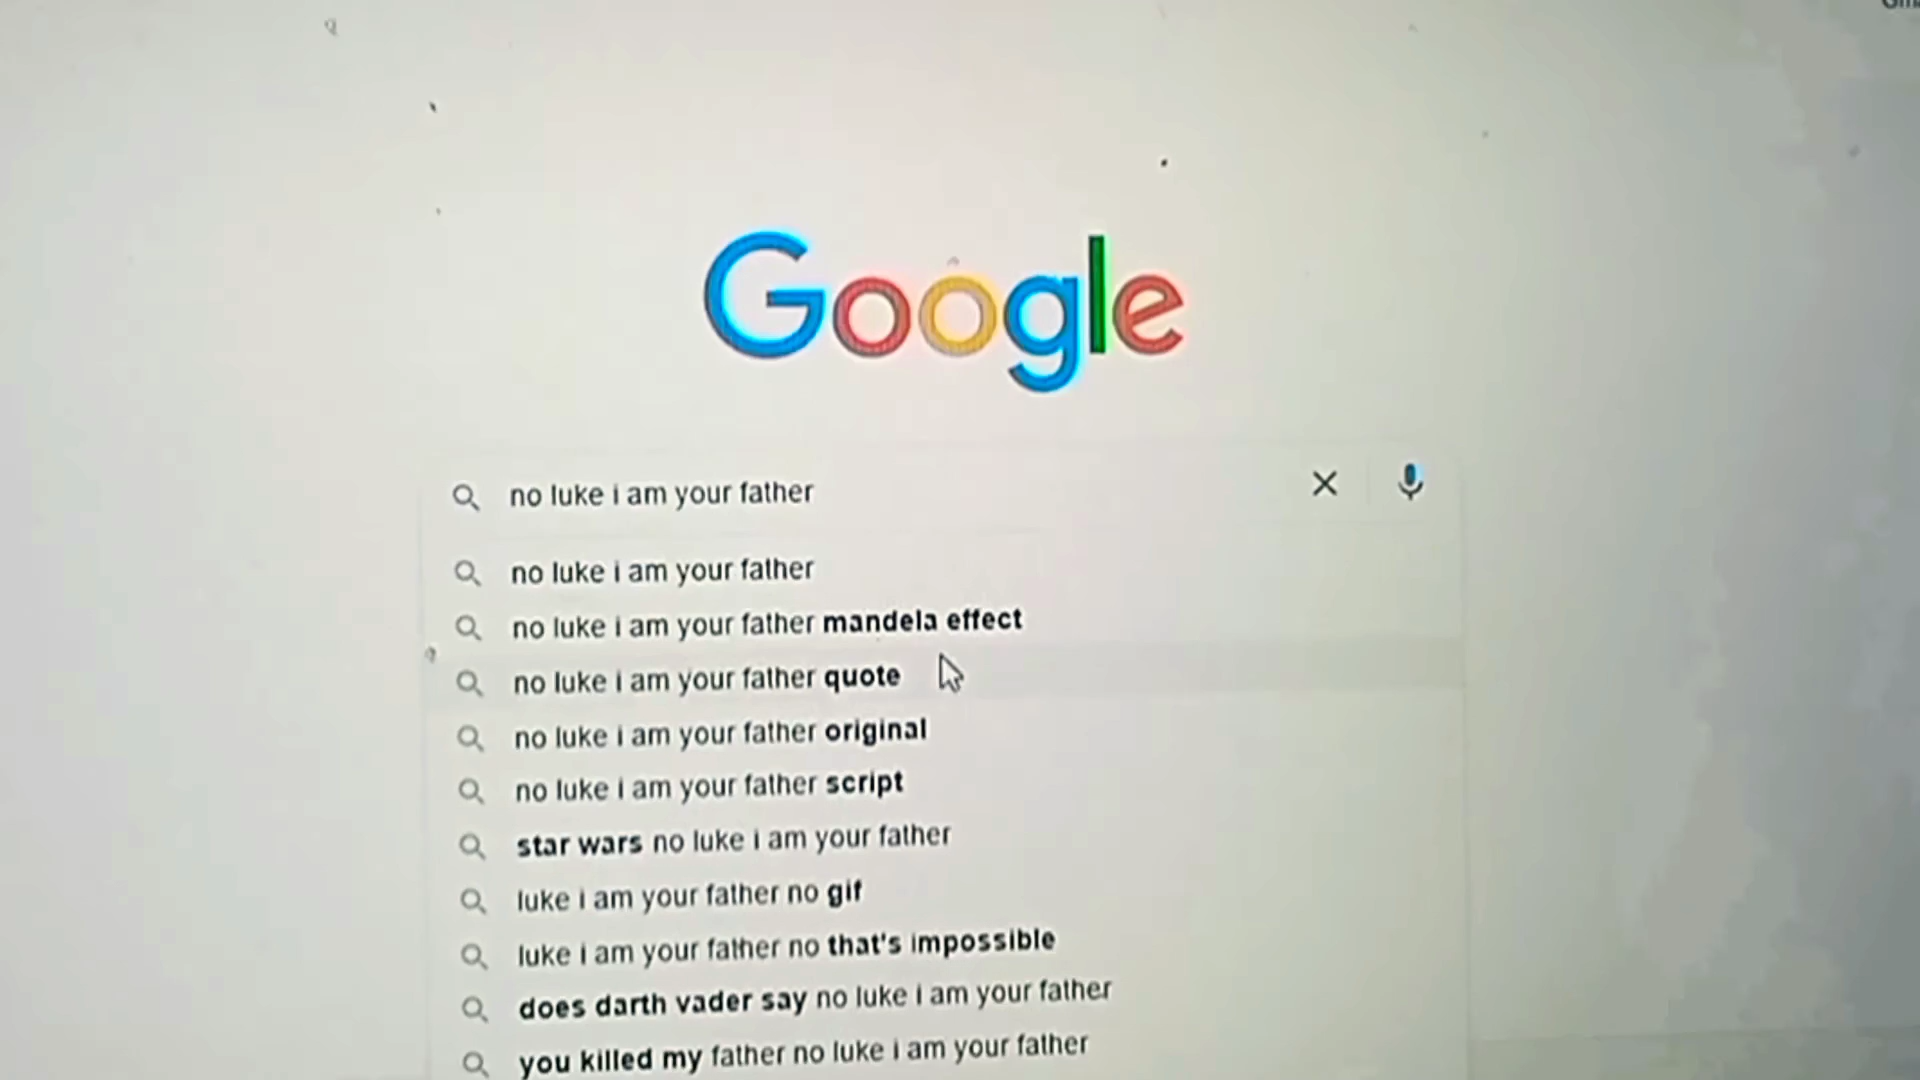 Google
no luke i am your father
no luke i am your father
no luke i am your father mandela effect
no luke i am your father quote
no luke i am your father original
no luke i am your father script
star wars no luke i am your father
luke i am your father no gif
luke i am your father no that's impossible
does darth vader say no luke i am your father
you killed my father no luke i am your father